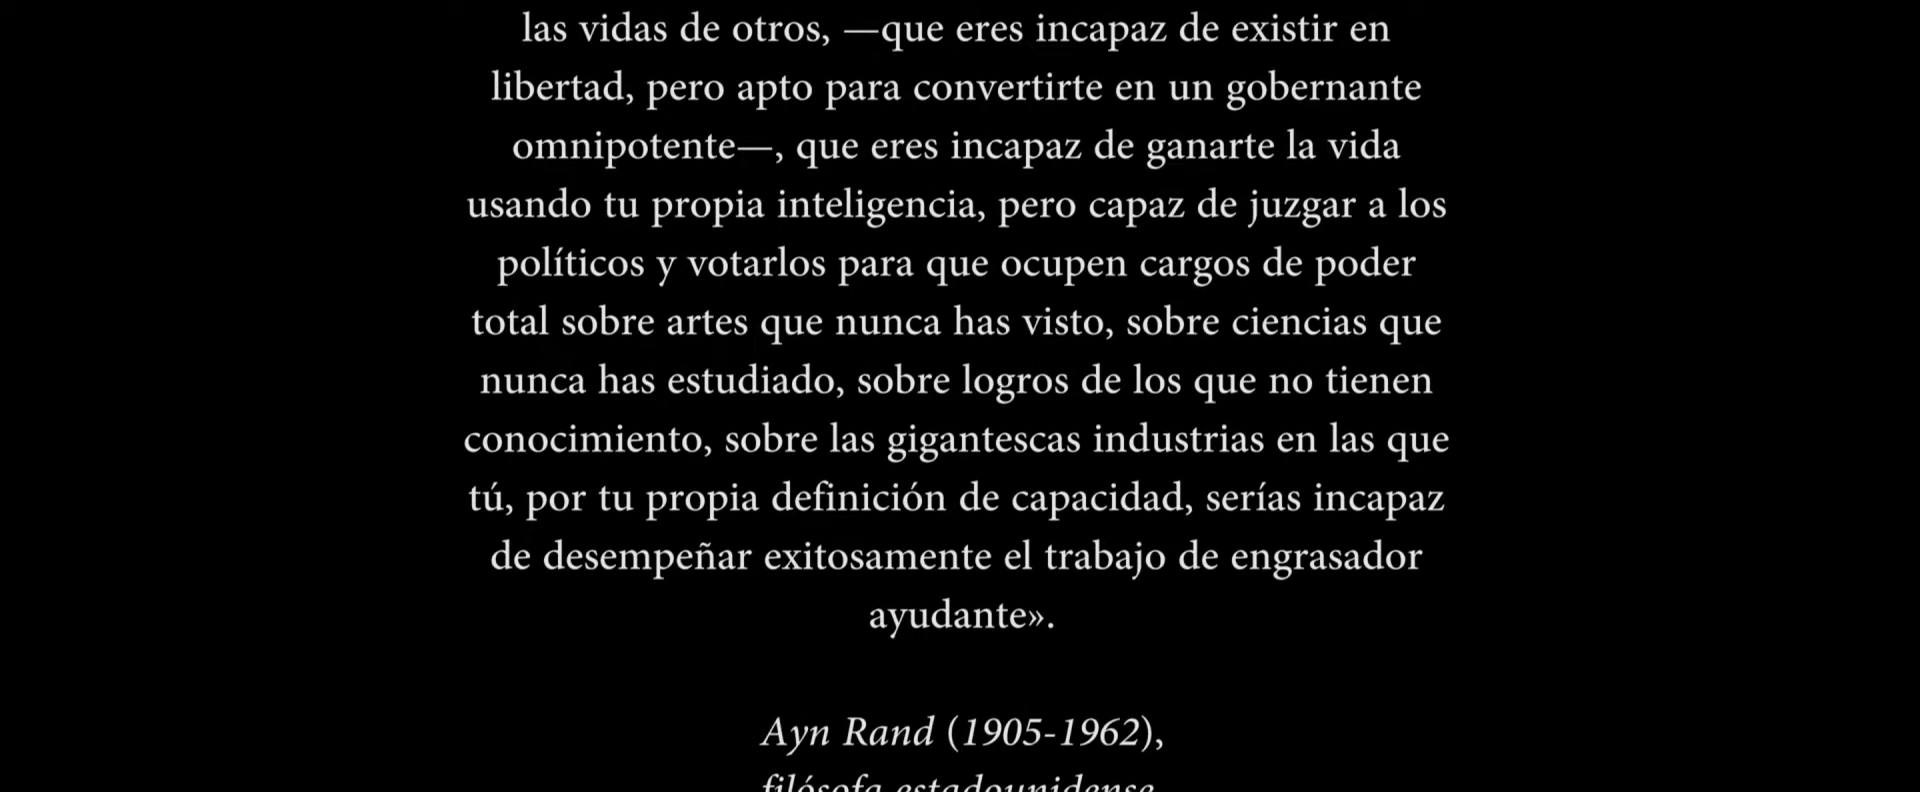 las vidas de otros, —que eres incapaz de existir en
libertad, pero apto para convertirte en un gobernante
omnipotente—, que eres incapaz de ganarte la vida
usando tu propia inteligencia, pero capaz de juzgar a los
políticos y votarlos para que ocupen cargos de poder
total sobre artes que nunca has visto, sobre ciencias que
nunca has estudiado, sobre logros de los que no tienen
conocimiento, sobre las gigantescas industrias en las que
tú, por tu propia definición de capacidad, serías incapaz
de desempeñar exitosamente el trabajo de engrasador
ayudante».
Ayn Rand (1905-1962),
filósofa estadounidense